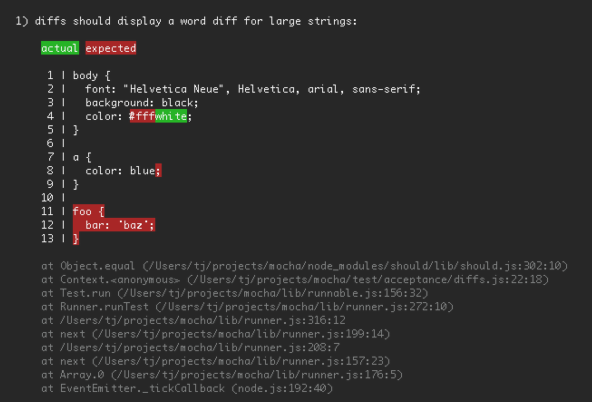 1) diffs should display a word diff for large strings:
actual expected
1 | body {
2 | font: "Helvetica Neue", Helvetica, arial, sans-serif;
3 | background: black;
4 | color: #fffwhite;
5 | }
6 |
7 | a {
8 | color: blue;
9 | }
10 |
11 | foo {
12 | bar: 'baz';
13 | }
at Object.equal (/Users/tj/projects/mocha/node_modules/should/lib/should.js:302:10)
at Context.<anonymous> (/Users/tj/projects/mocha/test/acceptance/diffs.js:22:18)
at Test.run (/Users/tj/projects/mocha/lib/runnable.js:156:32)
at Runner.runTest (/Users/tj/projects/mocha/lib/runner.js:272:10)
at /Users/tj/projects/mocha/lib/runner.js:316:12
at next (/Users/tj/projects/mocha/lib/runner.js:199:14)
at /Users/tj/projects/mocha/lib/runner.js:208:7
at next (/Users/tj/projects/mocha/lib/runner.js:157:23)
at Array.0 (/Users/tj/projects/mocha/lib/runner.js:176:5)
at EventEmitter._tickCallback (node.js:192:40)